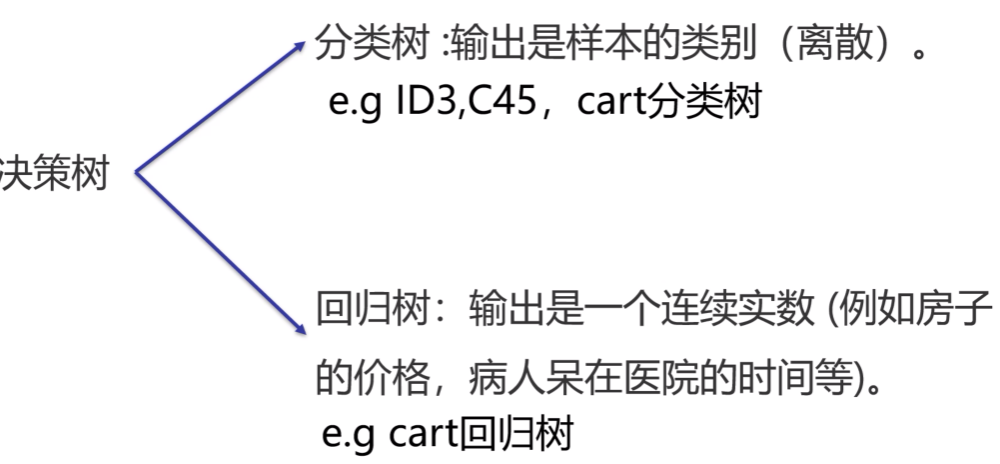 分类树 :输出是样本的类别（离散）。
e.g ID3,C45，cart分类树
决策树
回归树：输出是一个连续实数 (例如房子
的价格，病人呆在医院的时间等)。
e.g cart回归树